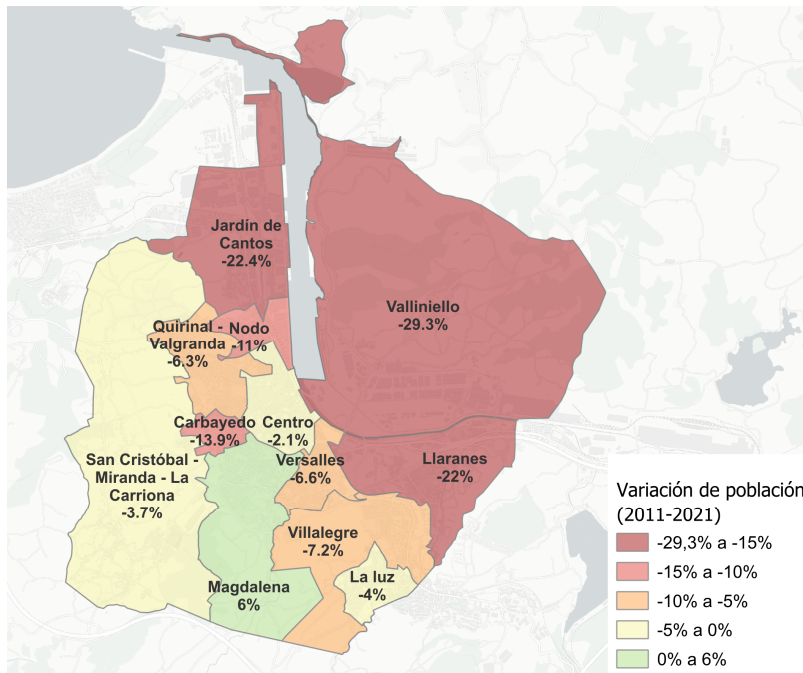 Jardín de
Cantos
-22.4%
Valliniello
-29.3%
Quirinal -
Valgranda
-6.3%
Nodo
-11%
Carbayedo
-13.9%
Centro
-2.1%
San Cristóbal -
Miranda - La
Carriona
-3.7%
Versalles
-6.6%
Llaranes
-22%
Villalegre
-7.2%
La luz
-4%
Magdalena
6%
Variación de población
(2011-2021)
-29,3% a -15%
-15% a -10%
-10% a -5%
-5% a 0%
0% a 6%